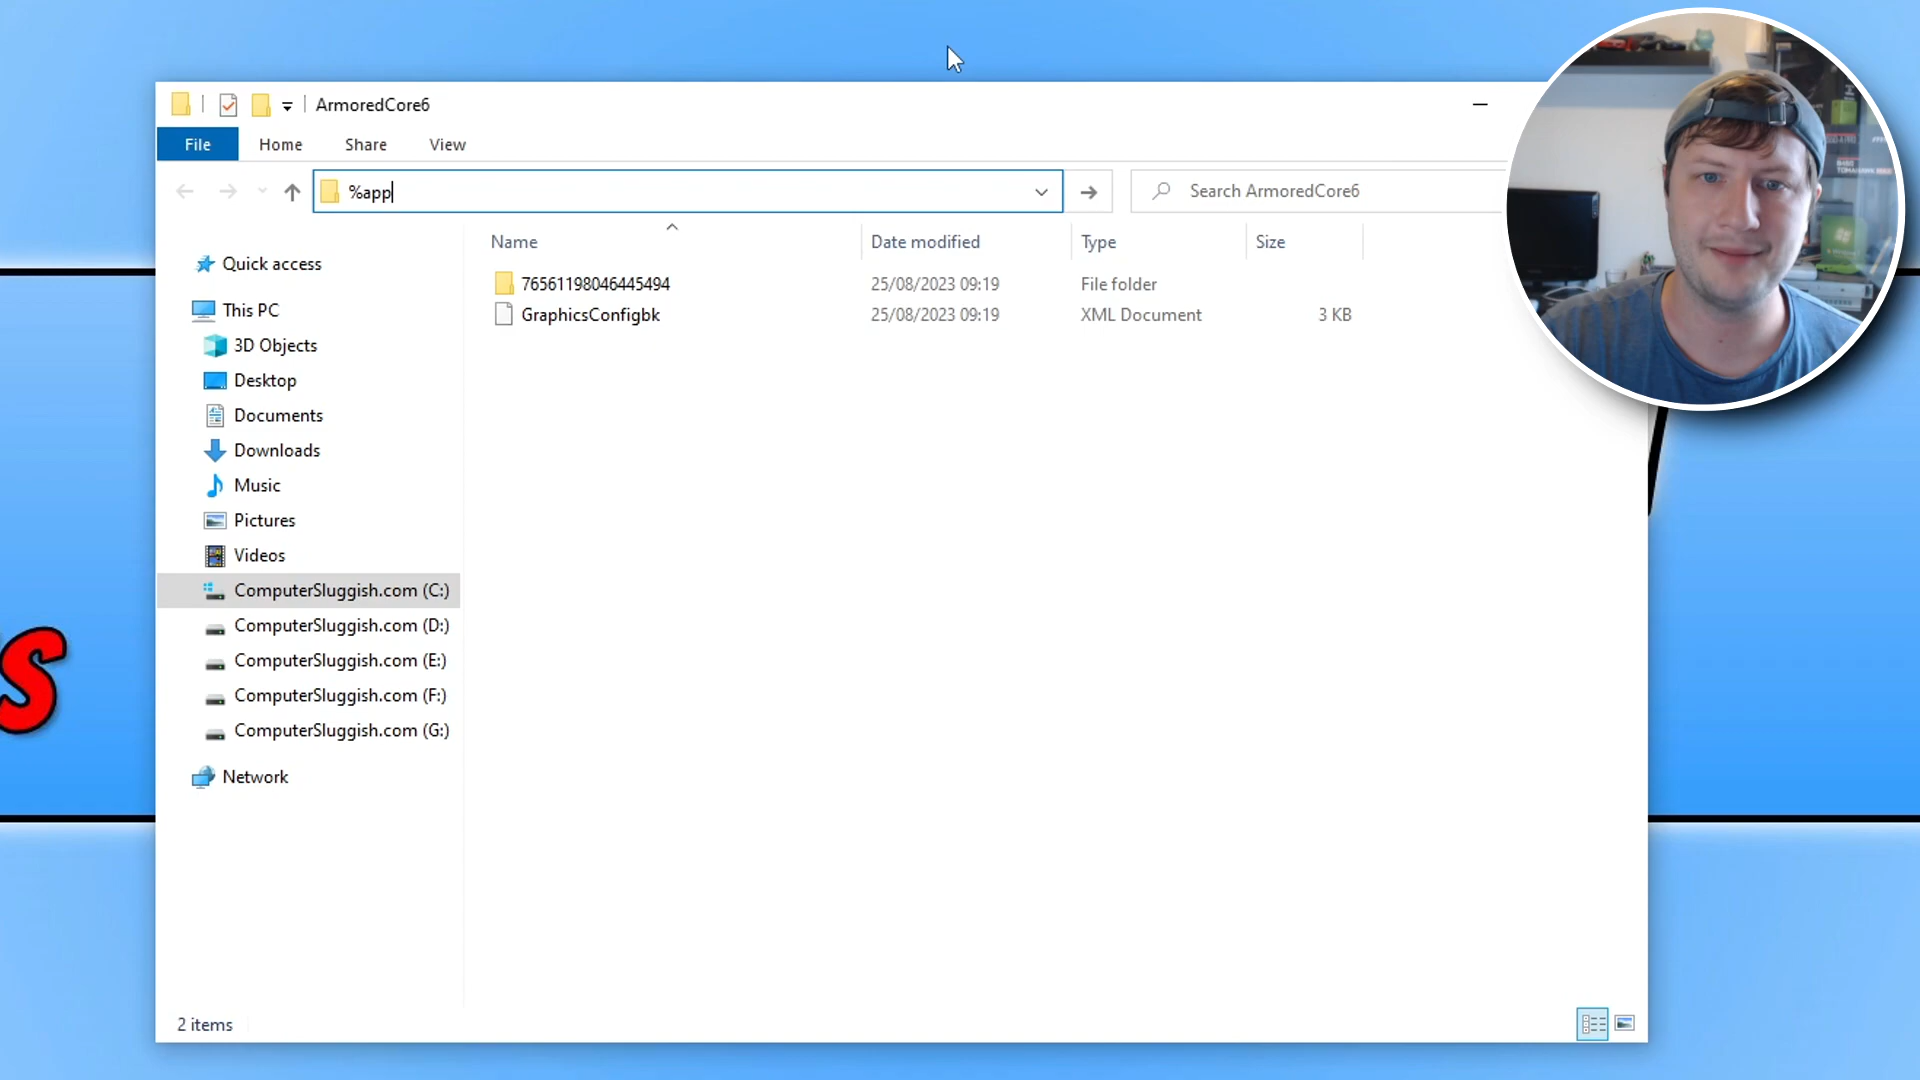 ArmoredCore6
File Home Share View
%app
Search ArmoredCore6
Name Date modified Type Size
76561198046445494 25/08/2023 09:19 File folder
GraphicsConfigbk 25/08/2023 09:19 XML Document 3 KB
Quick access
This PC
3D Objects
Desktop
Documents
Downloads
Music
Pictures
Videos
ComputerSluggish.com (C:)
ComputerSluggish.com (D:)
ComputerSluggish.com (E:)
ComputerSluggish.com (F:)
ComputerSluggish.com (G:)
Network
S
2 items